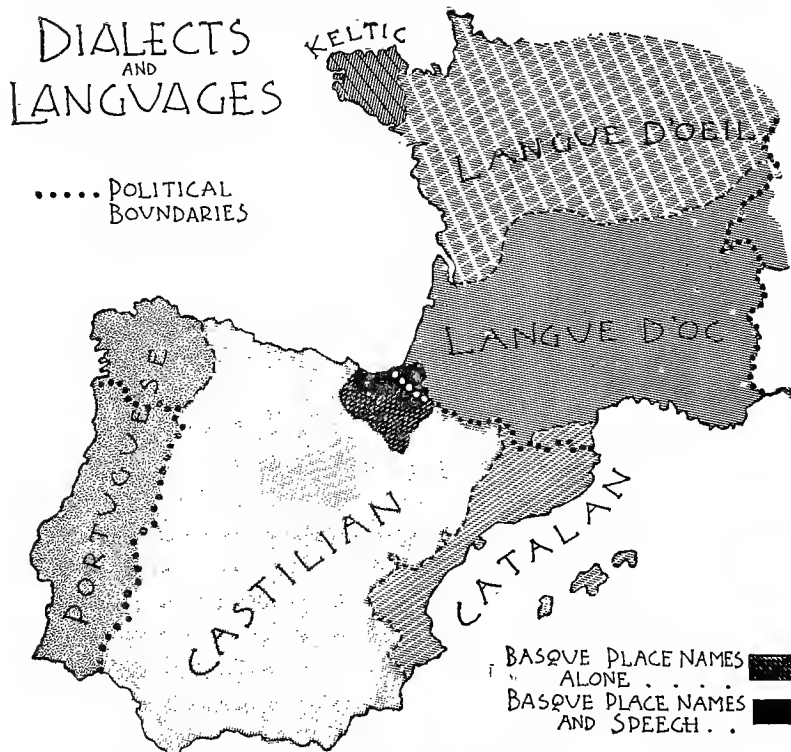 DIALECTS
AND
LANGUAGES
..... POLITICAL
BOUNDARIES
KELTIC
LANGUE D'OEIL
LANGUE D'OC
PORTUGUESE
CASTILIAN
CATALAN
BASQUE PLACE NAMES
ALONE . . . .
BASQUE PLACE NAMES
AND SPEECH . .